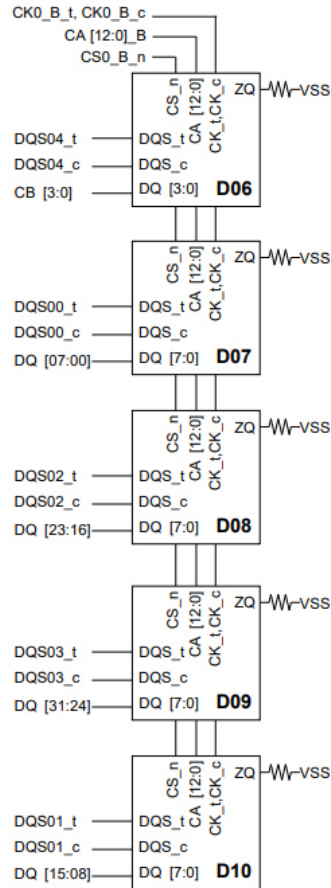 CK0_B_t, CK0_B_c
CA [12:0]_B
CS0_B_n
CS_n
CA [12:0]
CK_t,CK_c
ZQ
VSS
DQS04_t
DQS_t
DQS04_c
DQS_c
CB [3:0]
DQ [3:0]
D06
CS_n
CA [12:0]
CK_t,CK_c
ZQ
VSS
DQS00_t
DQS_t
DQS00_c
DQS_c
DQ [07:00]
DQ [7:0]
D07
CS_n
CA [12:0]
CK_t,CK_c
ZQ
VSS
DQS02_t
DQS_t
DQS02_c
DQS_c
DQ [23:16]
DQ [7:0]
D08
CS_n
CA [12:0]
CK_t,CK_c
ZQ
VSS
DQS03_t
DQS_t
DQS03_c
DQS_c
DQ [31:24]
DQ [7:0]
D09
CS_n
CA [12:0]
CK_t,CK_c
ZQ
VSS
DQS01_t
DQS_t
DQS01_c
DQS_c
DQ [15:08]
DQ [7:0]
D10